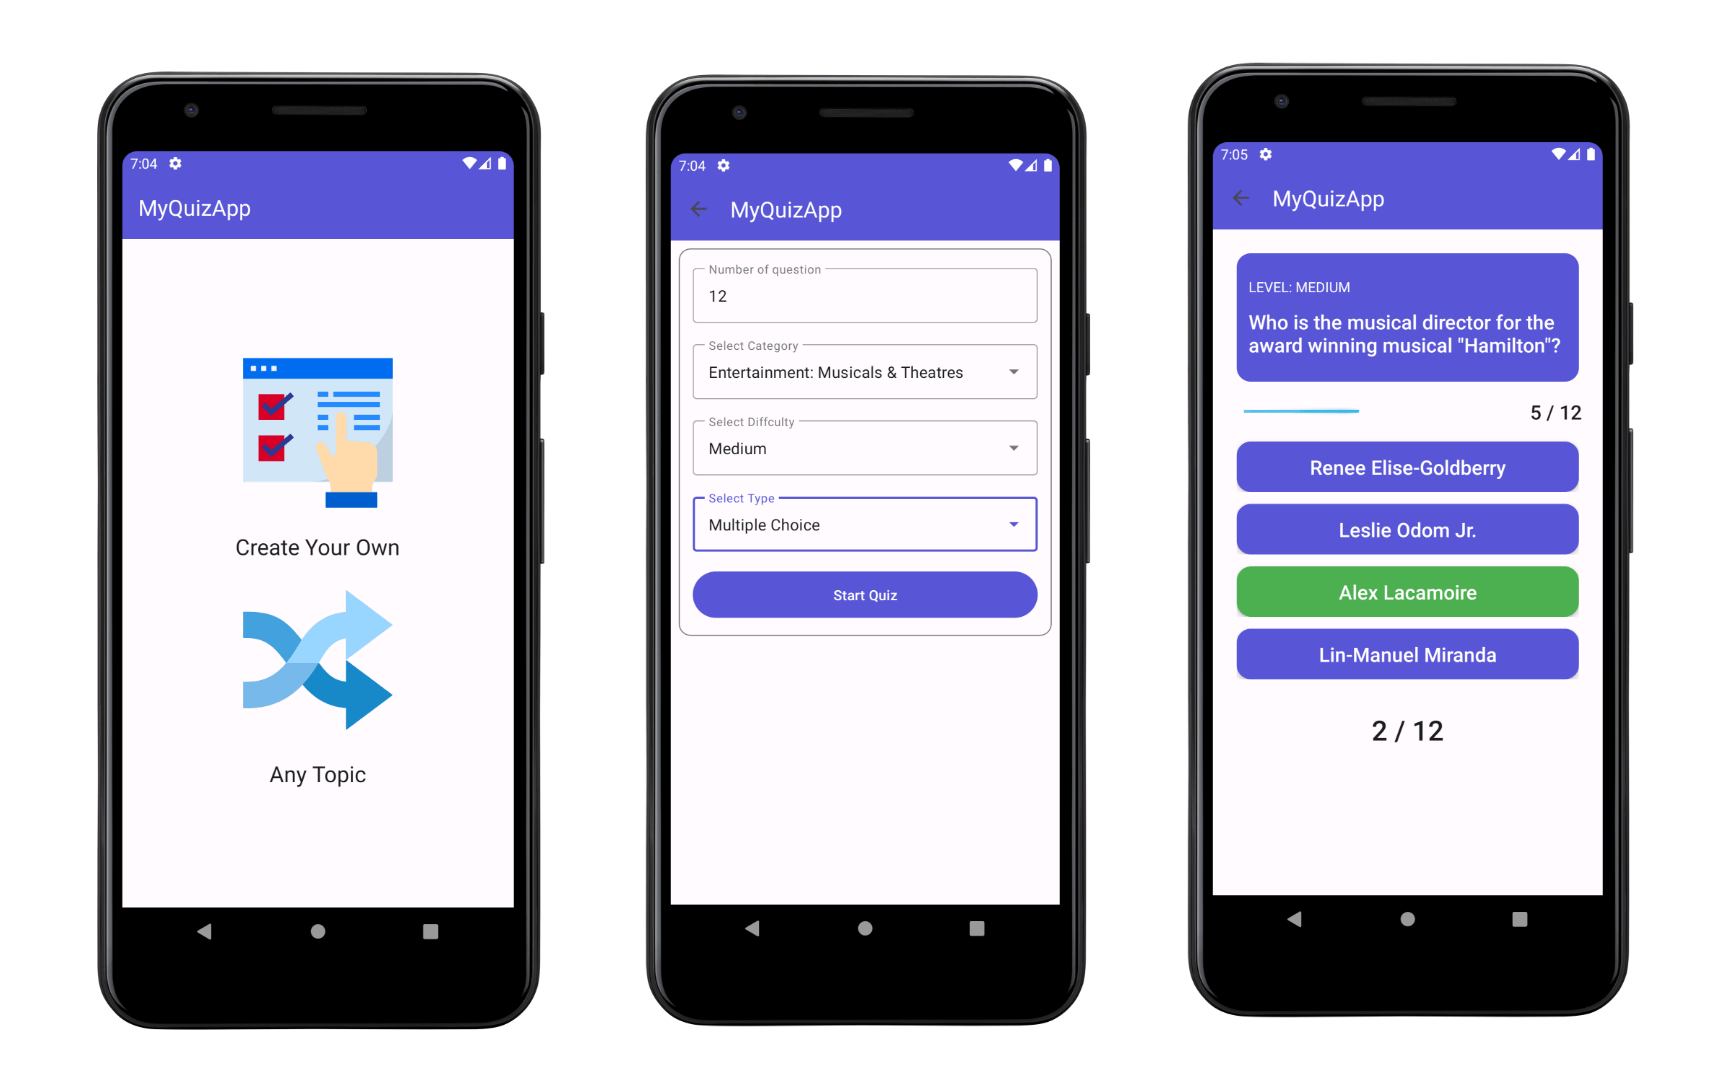 7:04
MyQuizApp
Create Your Own
Any Topic
7:04
MyQuizApp
Number of question
12
Select Category
Entertainment: Musicals & Theatres
Select Diffculty
Medium
Select Type
Multiple Choice
Start Quiz
7:05
MyQuizApp
LEVEL: MEDIUM
Who is the musical director for the
award winning musical "Hamilton"?
5 / 12
Renee Elise-Goldberry
Leslie Odom Jr.
Alex Lacamoire
Lin-Manuel Miranda
2 / 12